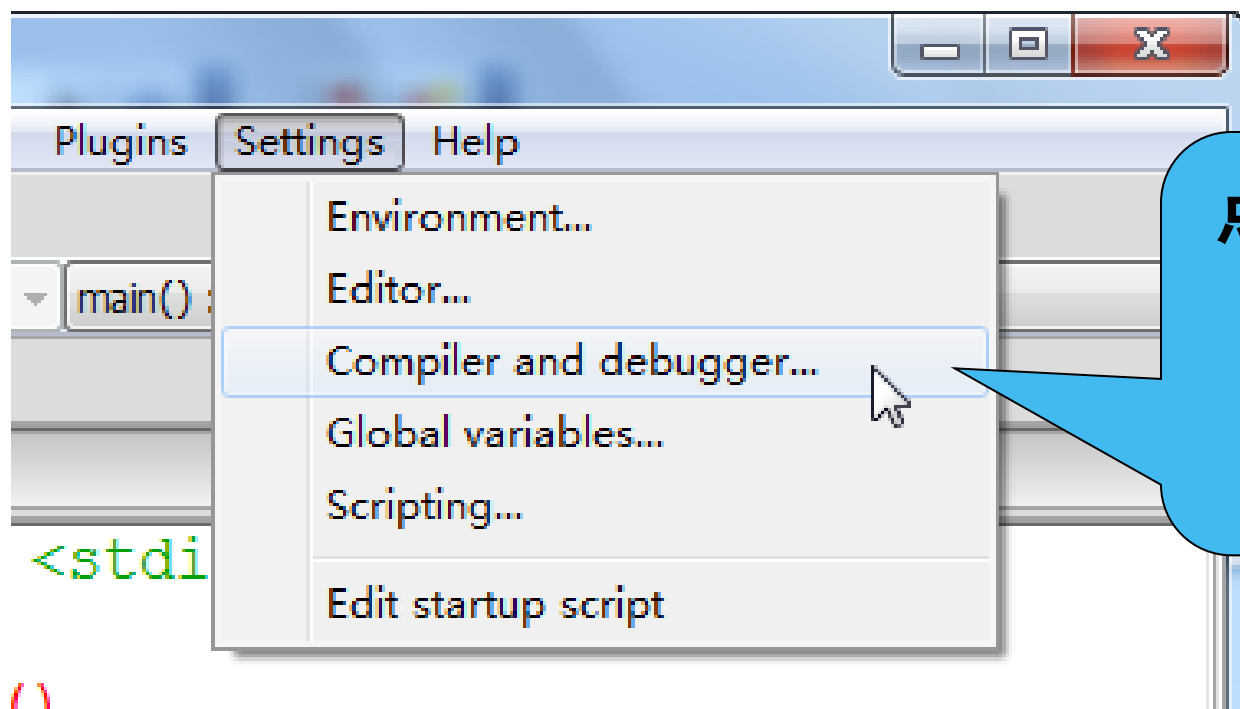 Plugins Settings Help
Environment...
Editor...
main() :
Compiler and debugger...
Global variables...
Scripting...
<stdi
Edit startup script
()